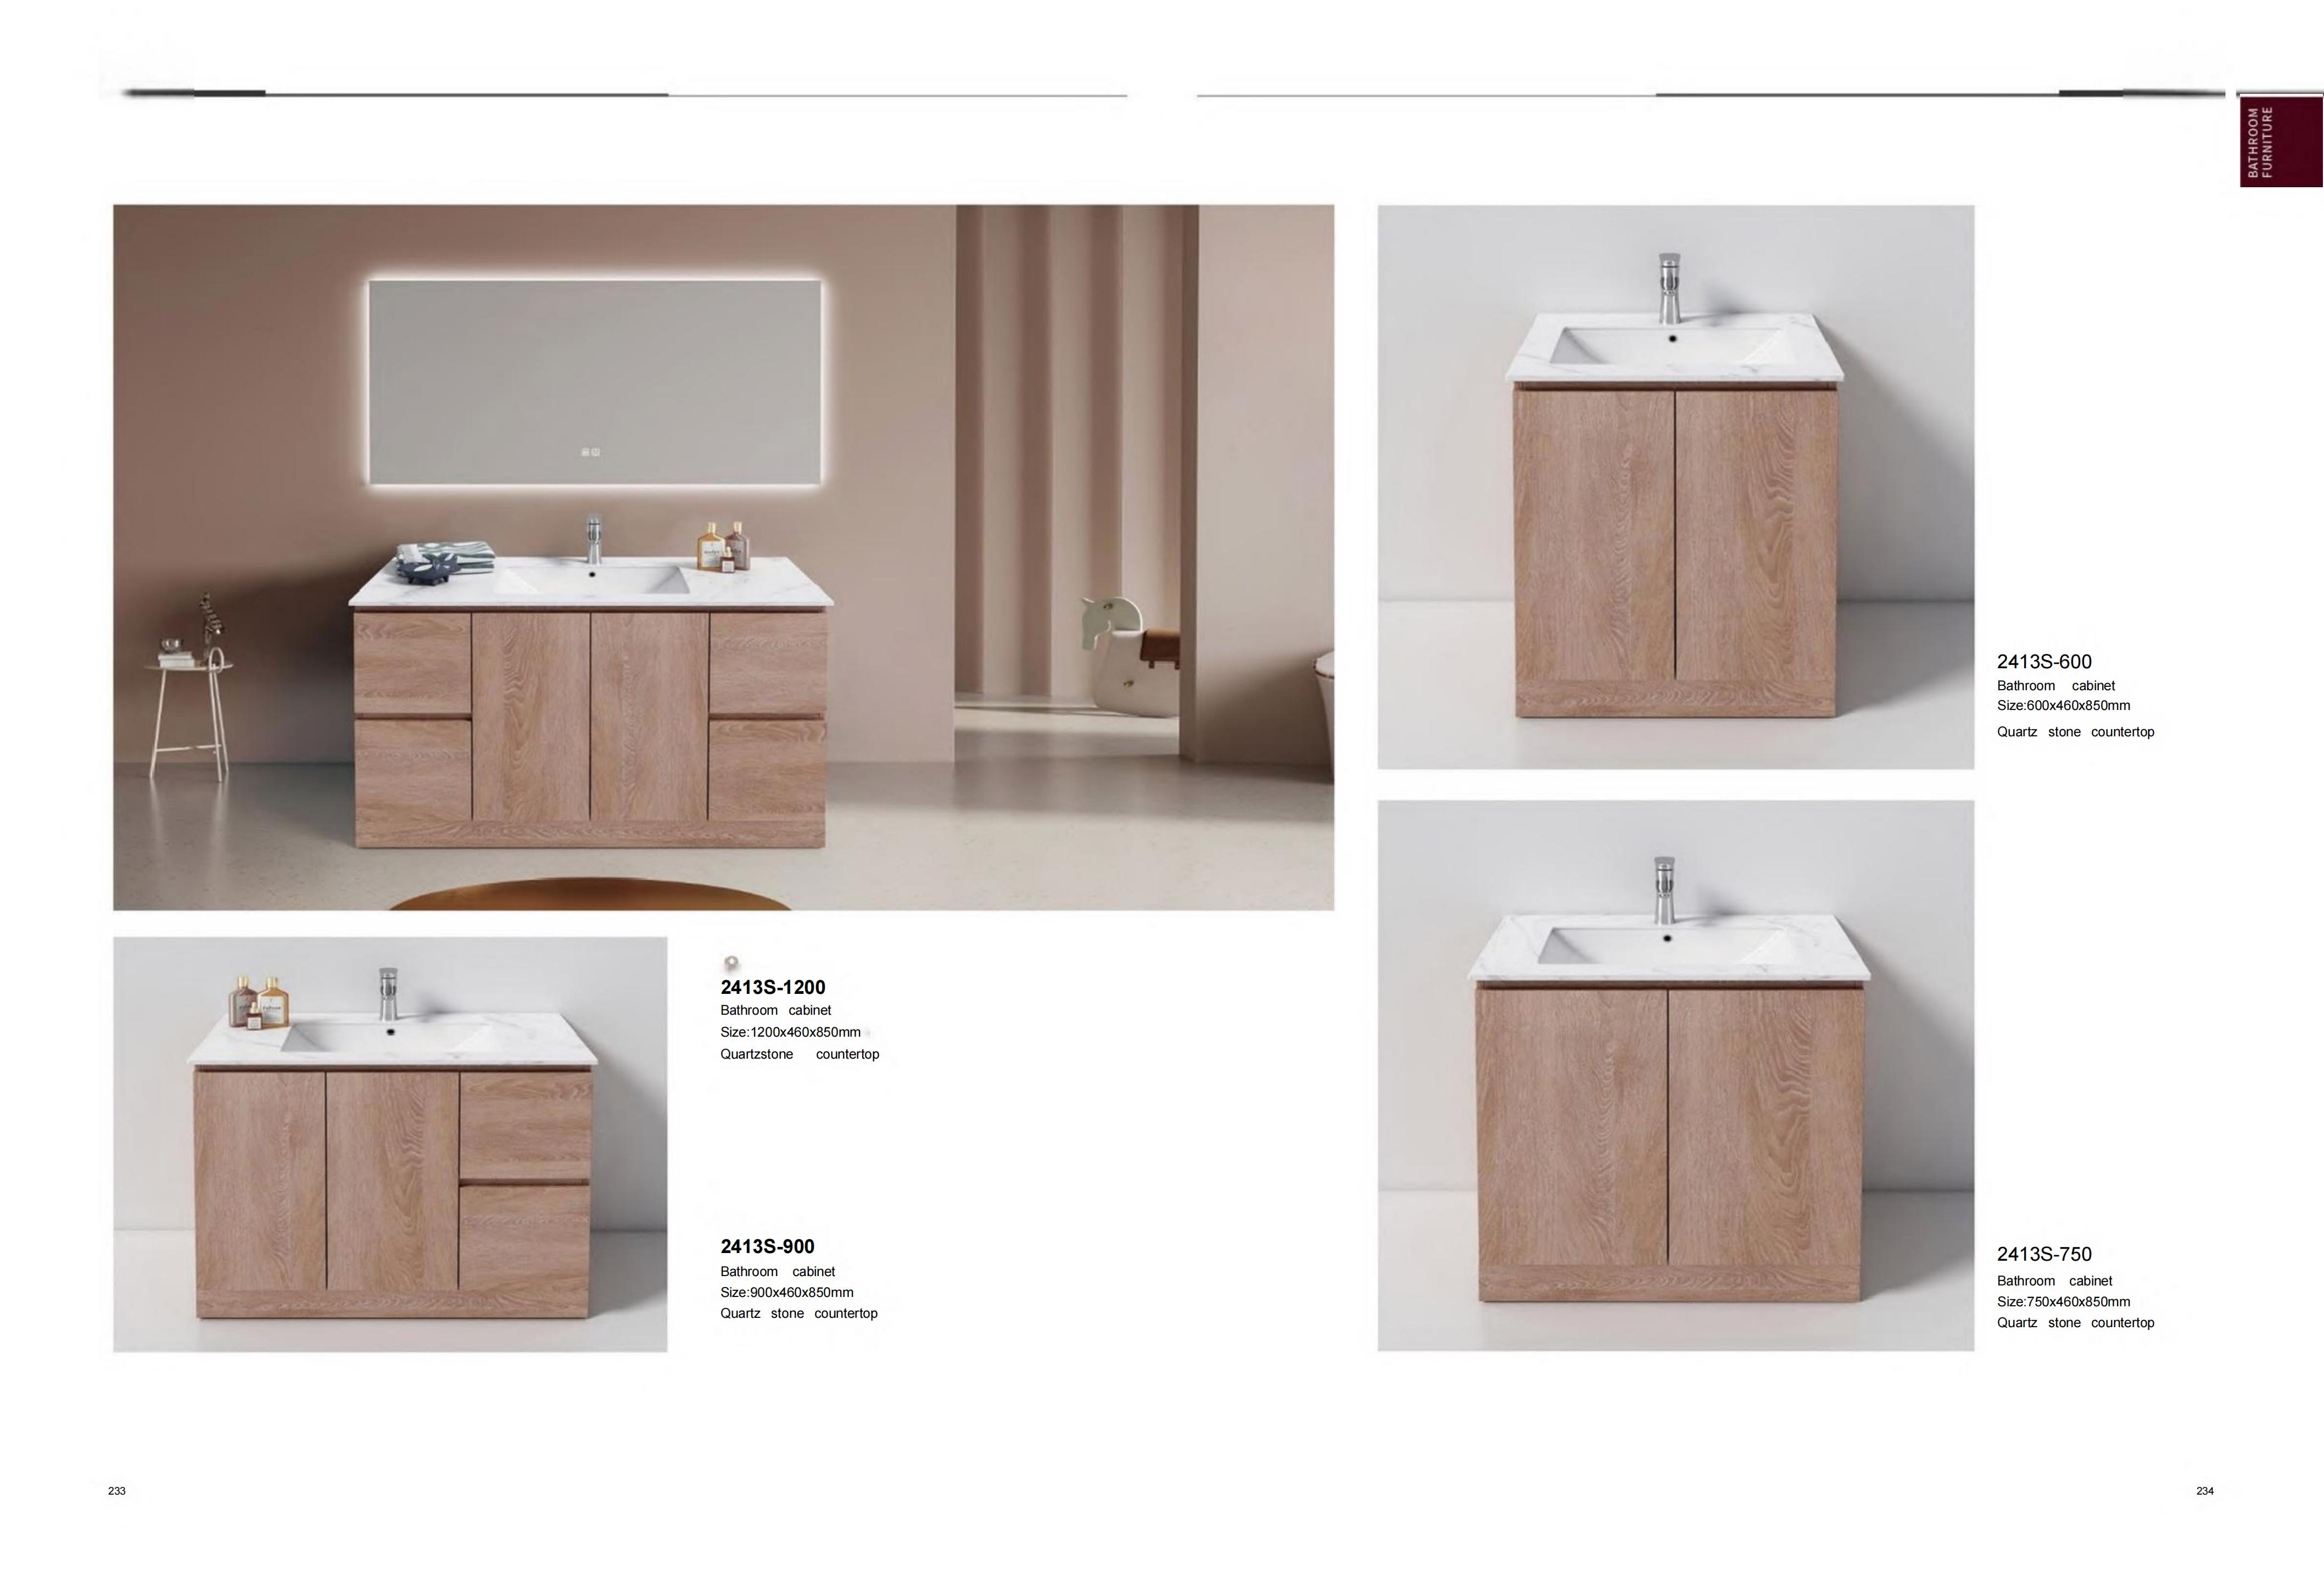 BATHROOM
FURNITURE
2413S-1200
Bathroom cabinet
Size:1200x460x850mm
Quartzstone countertop
2413S-900
Bathroom cabinet
Size:900x460x850mm
Quartz stone countertop
2413S-600
Bathroom cabinet
Size:600x460x850mm
Quartz stone countertop
2413S-750
Bathroom cabinet
Size:750x460x850mm
Quartz stone countertop
233
234